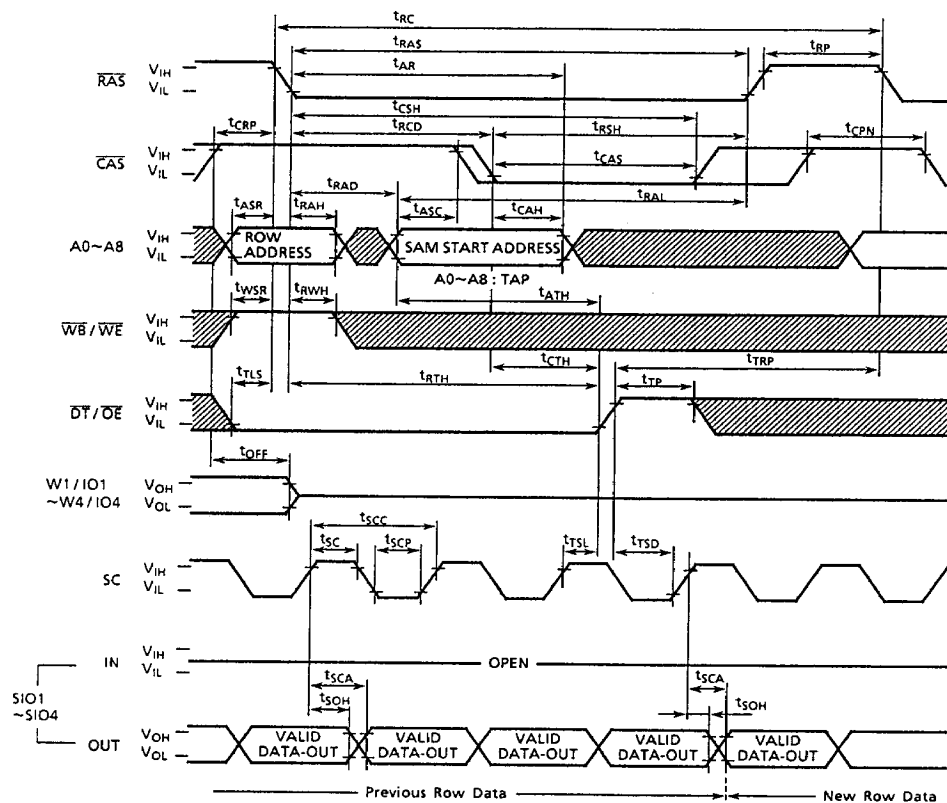 tRC
tRAS
tRP
tAR
RAS
VIH
VIL
tCSH
tCRP
tRCD
tRSH
tCPN
CAS
VIH
VIL
tCAS
tRAD
tRAL
tASR
tRAH
tASC
tCAH
A0~A8
VIH
VIL
ROW
ADDRESS
SAM START ADDRESS
A0~A8 : TAP
tWSR
tRWH
tATH
WB / WE
VIH
VIL
tCTH
tTRP
tTLS
tRTH
tTP
DT / OE
VIH
VIL
tOFF
W1 / IO1
~W4 / IO4
VOH
VOL
tSCC
tSC
tSCP
tTSL
tTSD
SC
VIH
VIL
IN
VIH
VIL
OPEN
SIO1
~SIO4
tSCA
tSCA
tSOH
tSOH
OUT
VOH
VOL
VALID
DATA-OUT
VALID
DATA-OUT
VALID
DATA-OUT
VALID
DATA-OUT
VALID
DATA-OUT
Previous Row Data
New Row Data